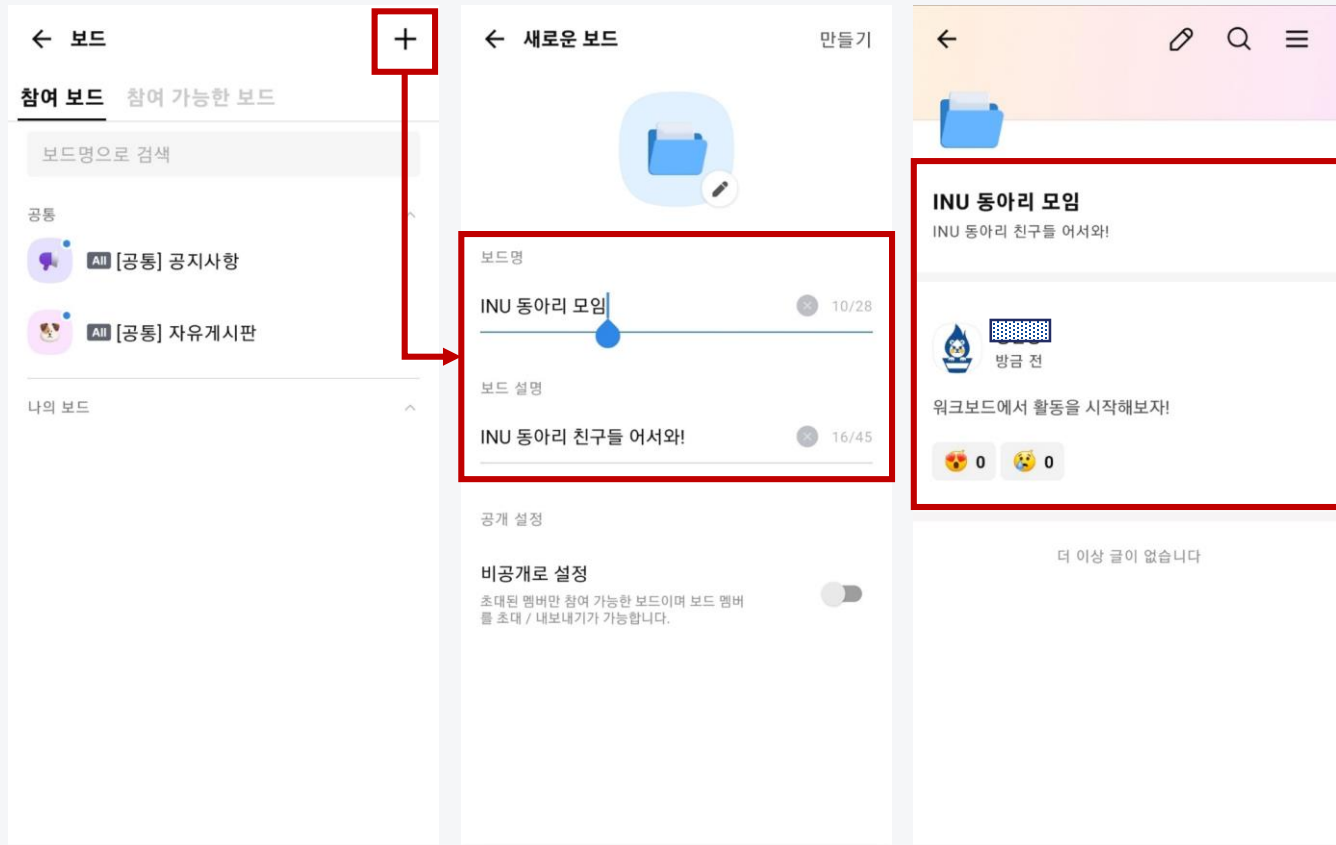 보드
참여 보드 참여 가능한 보드
보드명으로 검색
공통
All [공통] 공지사항
All [공통] 자유게시판
나의 보드
새로운 보드 만들기
보드명
INU 동아리 모임 10/28
보드 설명
INU 동아리 친구들 어서와! 16/45
공개 설정
비공개로 설정
초대된 멤버만 참여 가능한 보드이며 보드 멤버
를 초대 / 내보내기가 가능합니다.
INU 동아리 모임
INU 동아리 친구들 어서와!
방금 전
워크보드에서 활동을 시작해보자!
0 0
더 이상 글이 없습니다